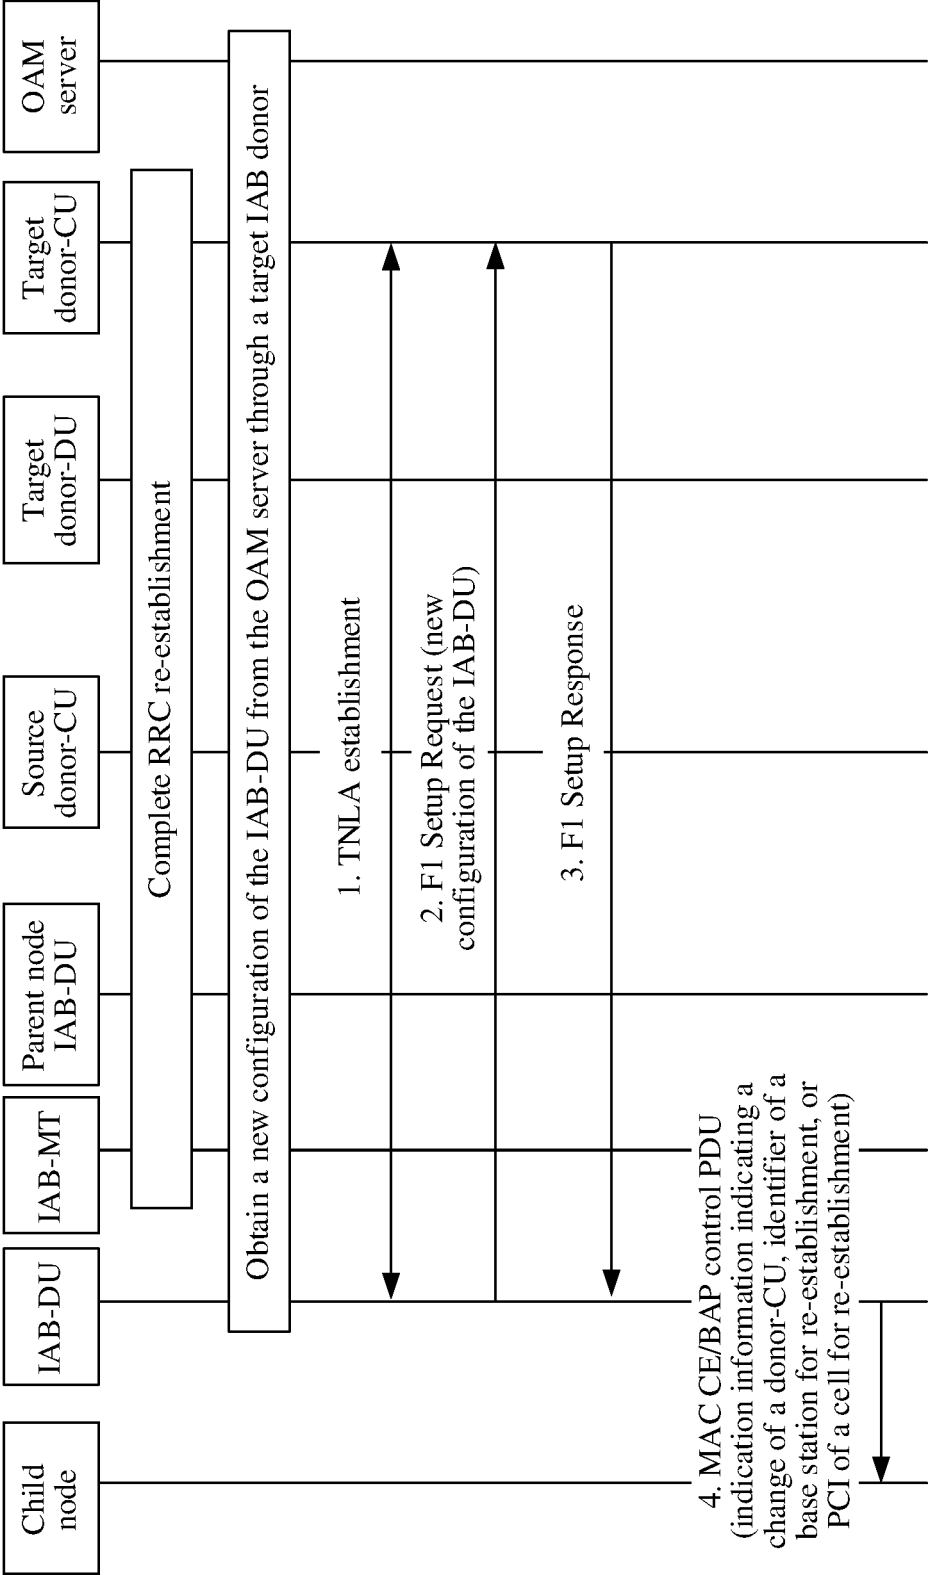 Child
node
IAB-DU
IAB-MT
Parent node
IAB-DU
Source
donor-CU
Target
donor-DU
Target
donor-CU
OAM
server
Complete RRC re-establishment
Obtain a new configuration of the IAB-DU from the OAM server through a target IAB donor
1. TNLA establishment
2. F1 Setup Request (new
configuration of the IAB-DU)
3. F1 Setup Response
4. MAC CE/BAP control PDU
(indication information indicating a
change of a donor-CU, identifier of a
base station for re-establishment, or
PCI of a cell for re-establishment)